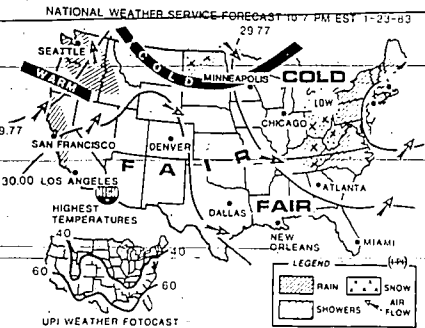 NATIONAL WEATHER SERVICE FORECAST TO 7 PM EST 1-23-83
29.77
SEATTLE
COLD
MINNEAPOLIS
COLD
WARM
LOW
CHICAGO
9.77
SAN FRANCISCO
DENVER
FAIR
30.00
LOS ANGELES
HIGH
ATLANTA
HIGHEST
TEMPERATURES
DALLAS
FAIR
NEW
ORLEANS
MIAMI
40
40
60
60
LEGEND
RAIN
SNOW
SHOWERS
AIR
FLOW
UPI WEATHER FOTOCAST